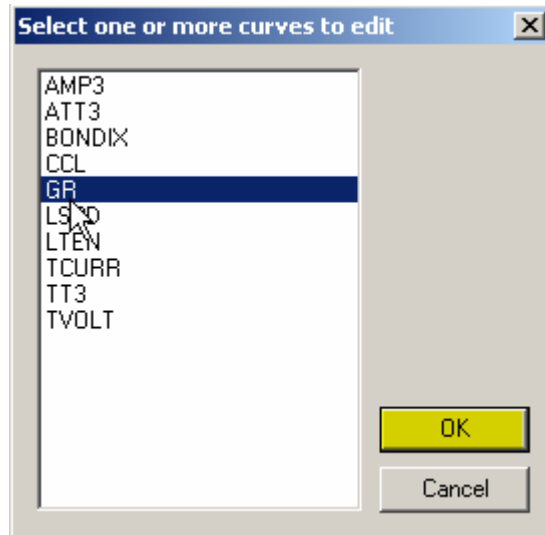 Select one or more curves to edit
AMP3
ATT3
BONDIX
CCL
GR
LTEN
TCURR
TT3
TVOLT
OK
Cancel